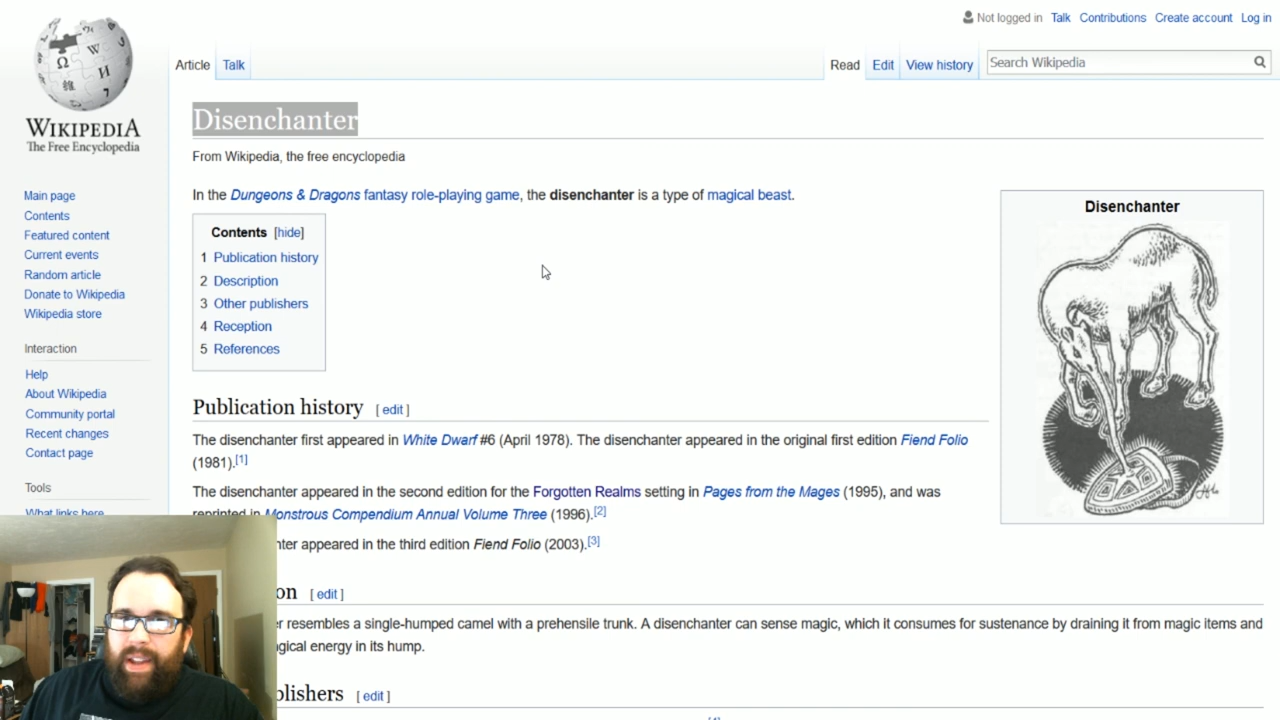 Not logged in Talk Contributions Create account Log in
Article Talk Read Edit View history Search Wikipedia
WIKIPEDIA
The Free Encyclopedia
Main page
Contents
Featured content
Current events
Random article
Donate to Wikipedia
Wikipedia store
Interaction
Help
About Wikipedia
Community portal
Recent changes
Contact page
Tools
What links here
Disenchanter
From Wikipedia, the free encyclopedia
In the Dungeons & Dragons fantasy role-playing game, the disenchanter is a type of magical beast.
Contents [hide]
1 Publication history
2 Description
3 Other publishers
4 Reception
5 References
Disenchanter
Publication history [ edit ]
The disenchanter first appeared in White Dwarf #6 (April 1978). The disenchanter appeared in the original first edition Fiend Folio
(1981).[1]
The disenchanter appeared in the second edition for the Forgotten Realms setting in Pages from the Mages (1995), and was
reprinted in Monstrous Compendium Annual Volume Three (1996).[2]
appeared in the third edition Fiend Folio (2003).[3]
[ edit ]
resembles a single-humped camel with a prehensile trunk. A disenchanter can sense magic, which it consumes for sustenance by draining it from magic items and
energy in its hump.
[ edit ]